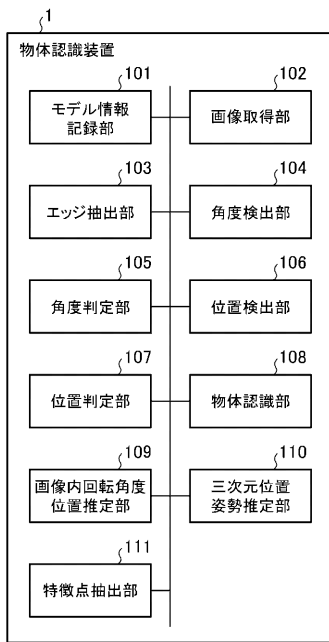 1
物体認識装置
101
モデル情報
記録部
102
画像取得部
103
エッジ抽出部
104
角度検出部
105
角度判定部
106
位置検出部
107
位置判定部
108
物体認識部
109
画像内回転角度
位置推定部
110
三次元位置
姿勢推定部
111
特徴点抽出部